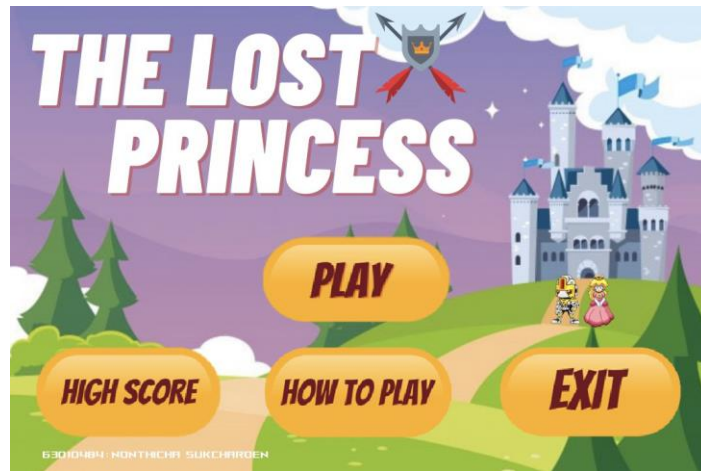 THE LOST
PRINCESS
PLAY
HIGH SCORE
HOW TO PLAY
EXIT
63010484: NONTHICHA SUKCHAROEN